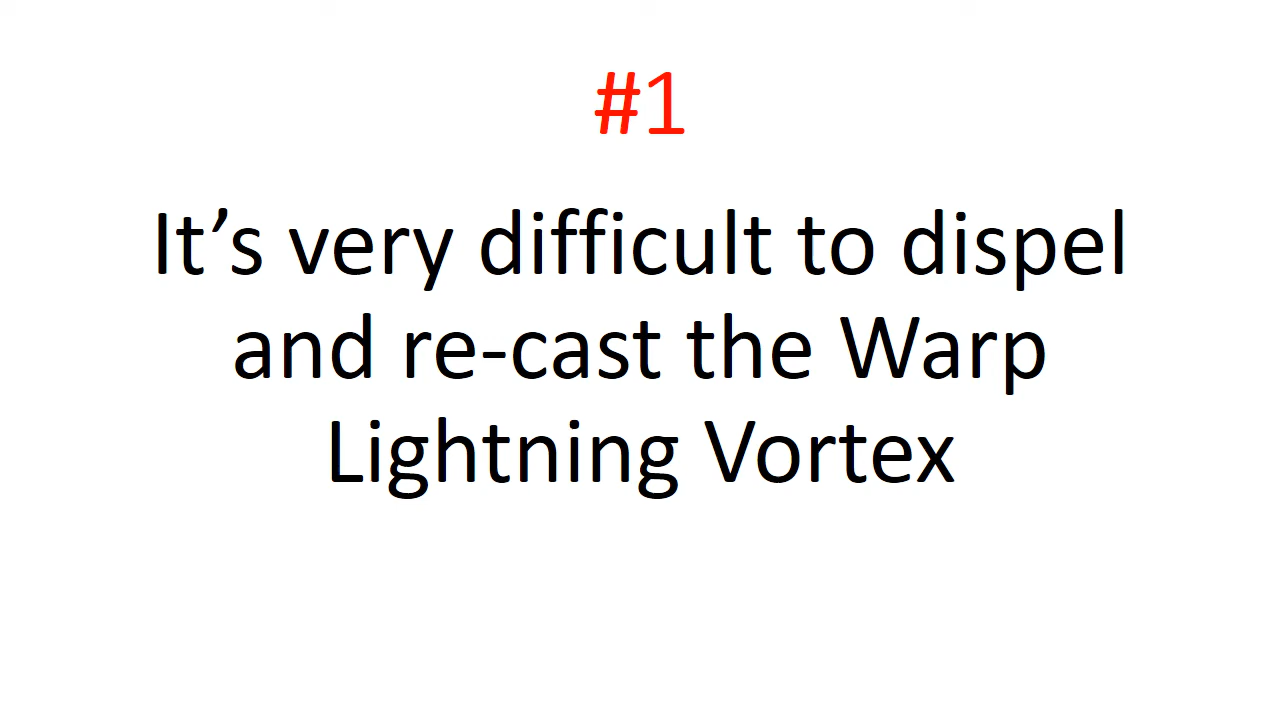 #1
It’s very difficult to dispel
and re-cast the Warp
Lightning Vortex